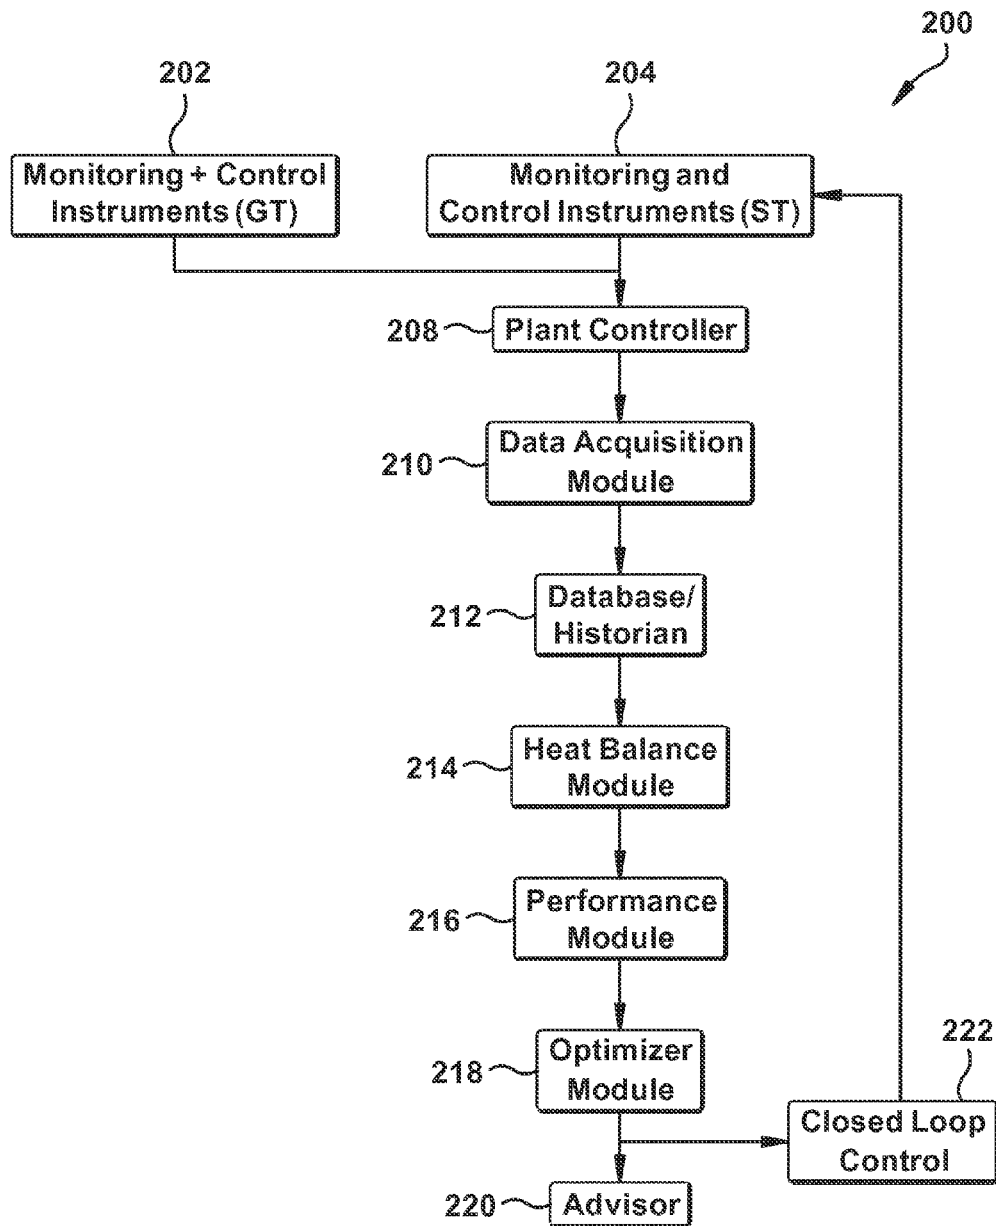 200
202
204
Monitoring + Control
Instruments (GT)
Monitoring and
Control Instruments (ST)
208
Plant Controller
210
Data Acquisition
Module
212
Database/
Historian
214
Heat Balance
Module
216
Performance
Module
218
Optimizer
Module
222
Closed Loop
Control
220
Advisor